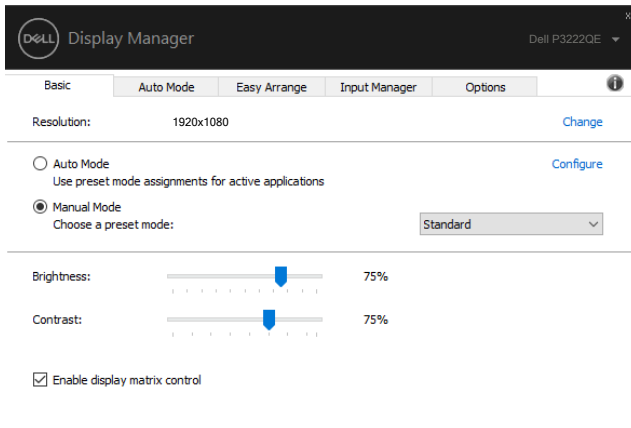 x
DELL Display Manager Dell P3222QE
Basic Auto Mode Easy Arrange Input Manager Options i
Resolution: 1920x1080 Change
Auto Mode Configure
Use preset mode assignments for active applications
Manual Mode
Choose a preset mode: Standard
Brightness: 75%
Contrast: 75%
Enable display matrix control